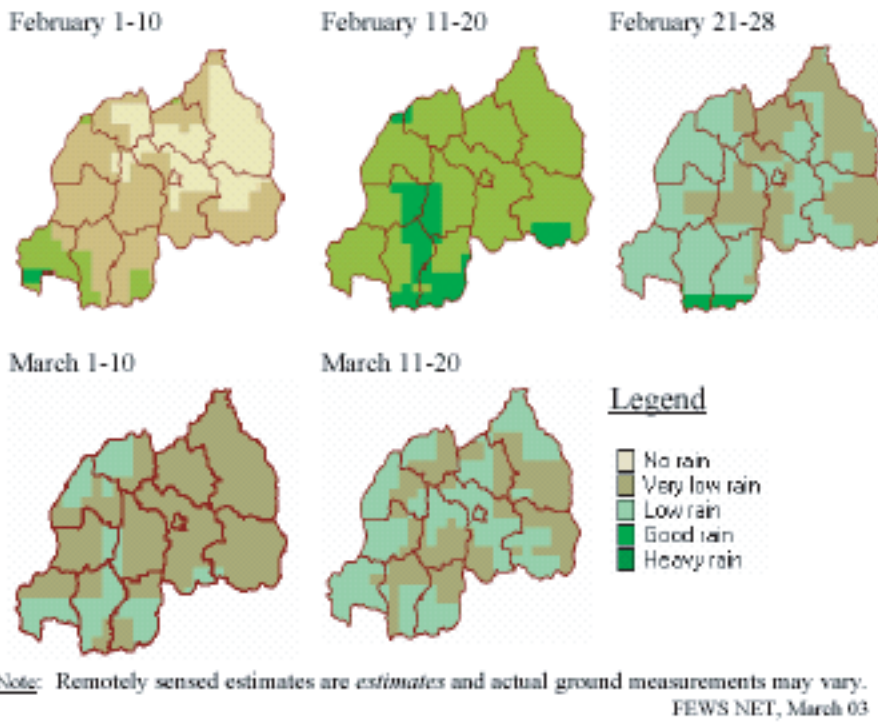 February 1-10
February 11-20
February 21-28
March 1-10
March 11-20
Legend
No rain
Very low rain
Low rain
Good rain
Heavy rain
Note: Remotely sensed estimates are estimates and actual ground measurements may vary.
FEWS NET, March 03